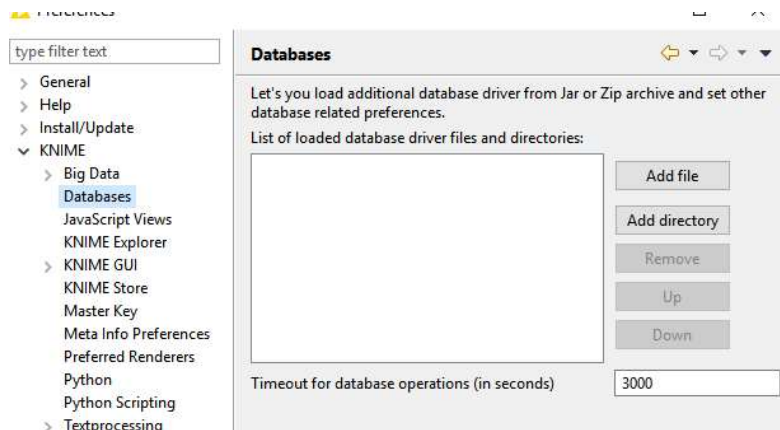 Preferences
type filter text
General
Help
Install/Update
KNIME
Big Data
Databases
JavaScript Views
KNIME Explorer
KNIME GUI
KNIME Store
Master Key
Meta Info Preferences
Preferred Renderers
Python
Python Scripting
Textprocessing
Databases
Let's you load additional database driver from Jar or Zip archive and set other
database related preferences.
List of loaded database driver files and directories:
Add file
Add directory
Remove
Up
Down
Timeout for database operations (in seconds)
3000